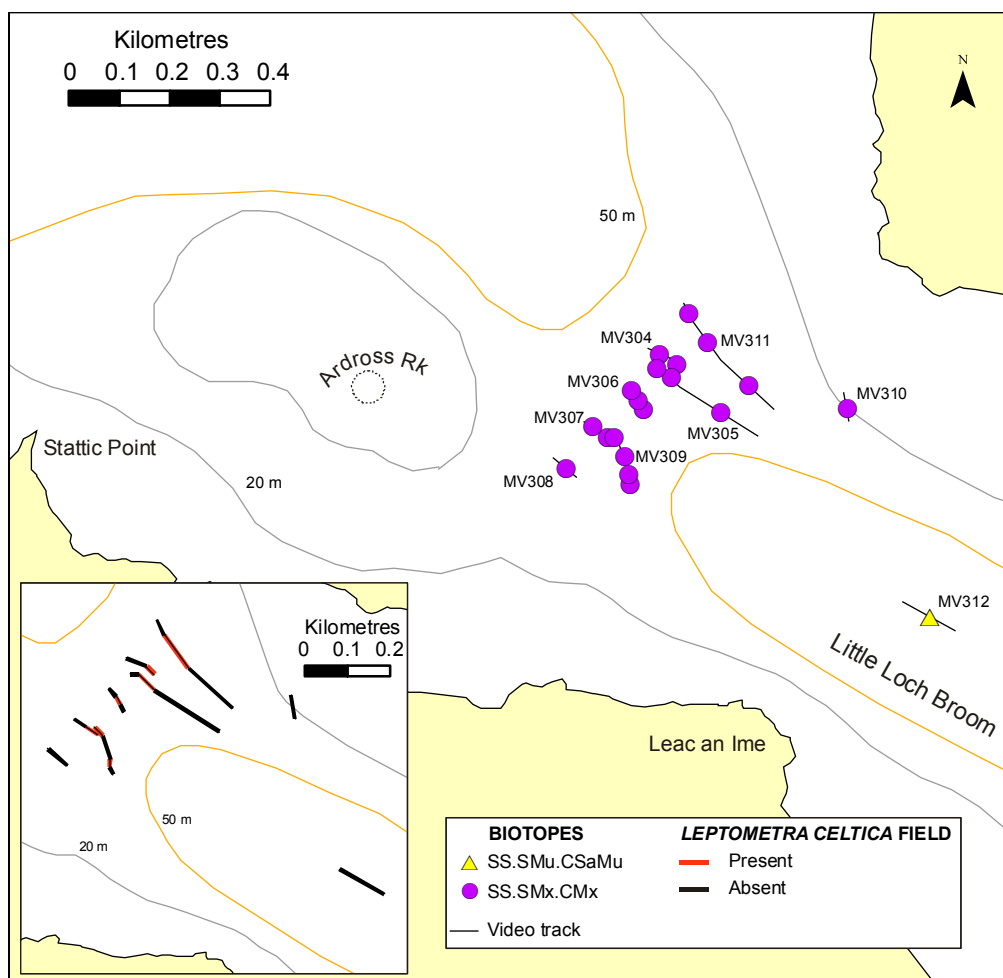 Kilometres
0 0.1 0.2 0.3 0.4
N
50 m
MV304
MV311
Ardross Rk
MV306
MV310
MV307
MV305
Stattic Point
MV309
MV308
20 m
MV312
Little Loch Broom
Leac an Ime
Kilometres
0 0.1 0.2
50 m
20 m
BIOTOPES
SS.SMu.CSaMu
SS.SMx.CMx
Video track
LEPTOMETRA CELTICA FIELD
Present
Absent